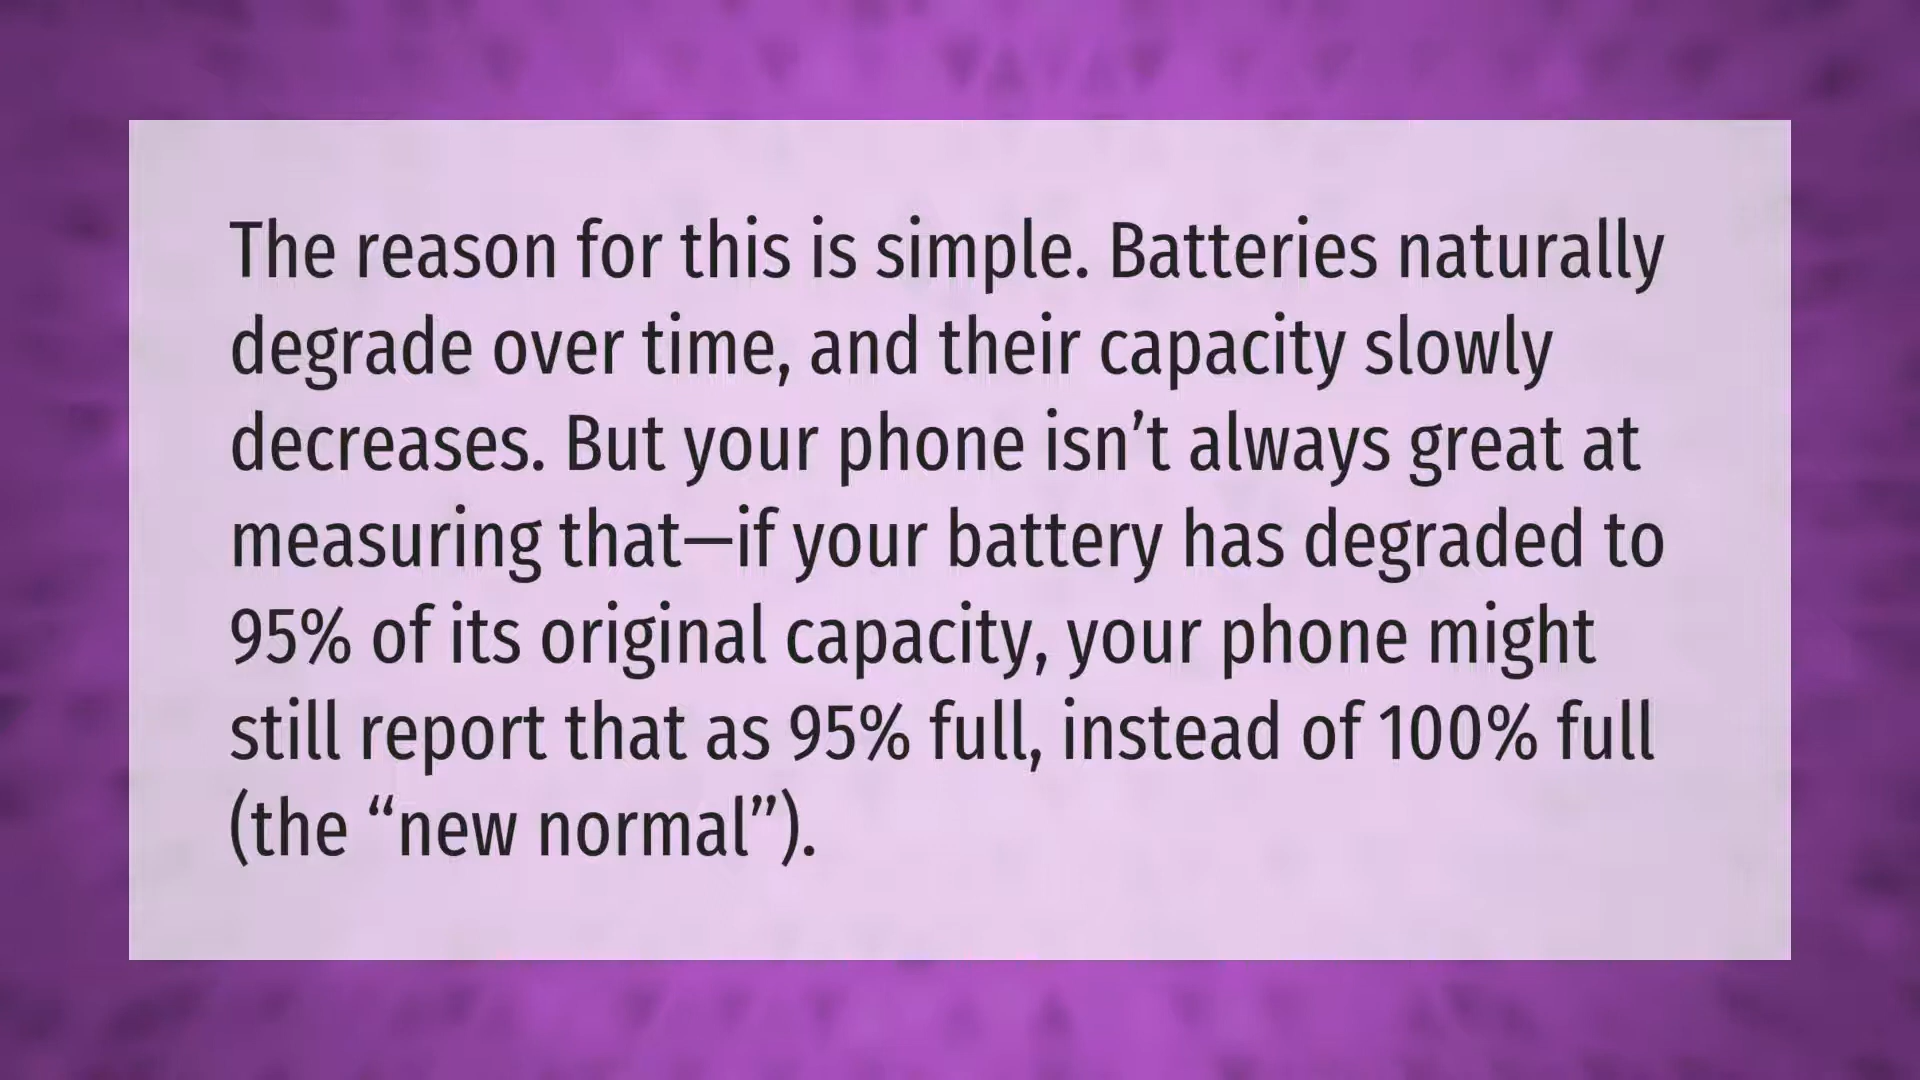 The reason for this is simple. Batteries naturally
degrade over time, and their capacity slowly
decreases. But your phone isn’t always great at
measuring that—if your battery has degraded to
95% of its original capacity, your phone might
still report that as 95% full, instead of 100% full
(the “new normal”).